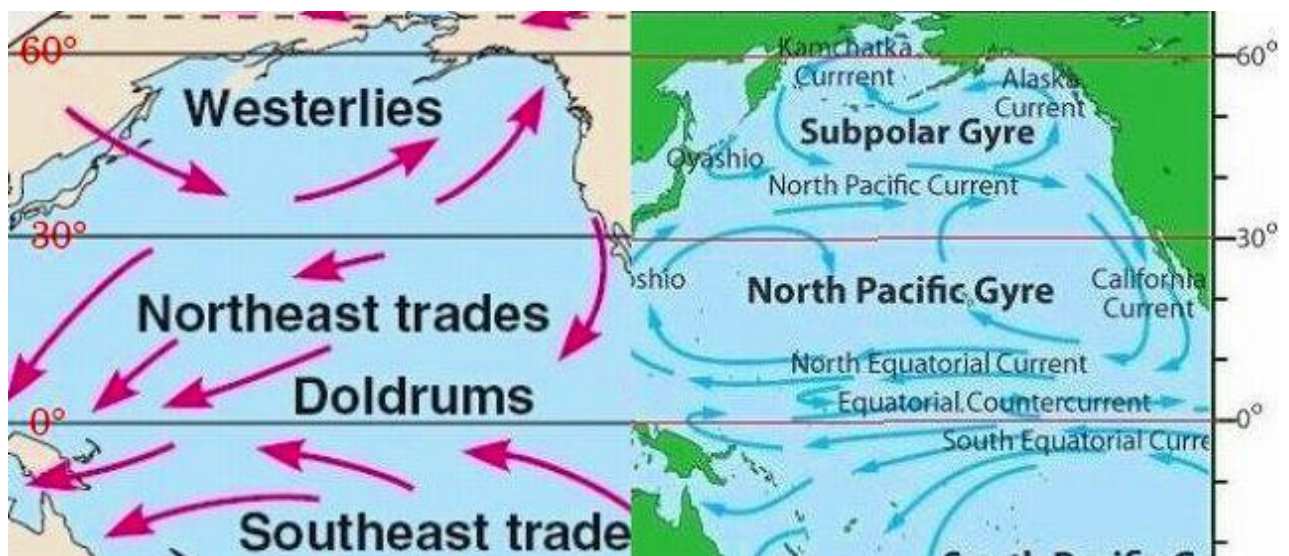 60°
Westerlies
30°
Northeast trades
Doldrums
0°
Southeast trade
Kamchatka
Currrent
Alaska
Current
60°
Subpolar Gyre
Oyashio
North Pacific Current
30°
shio
North Pacific Gyre
California
Current
North Equatorial Current
Equatorial Countercurrent
0°
South Equatorial Curre